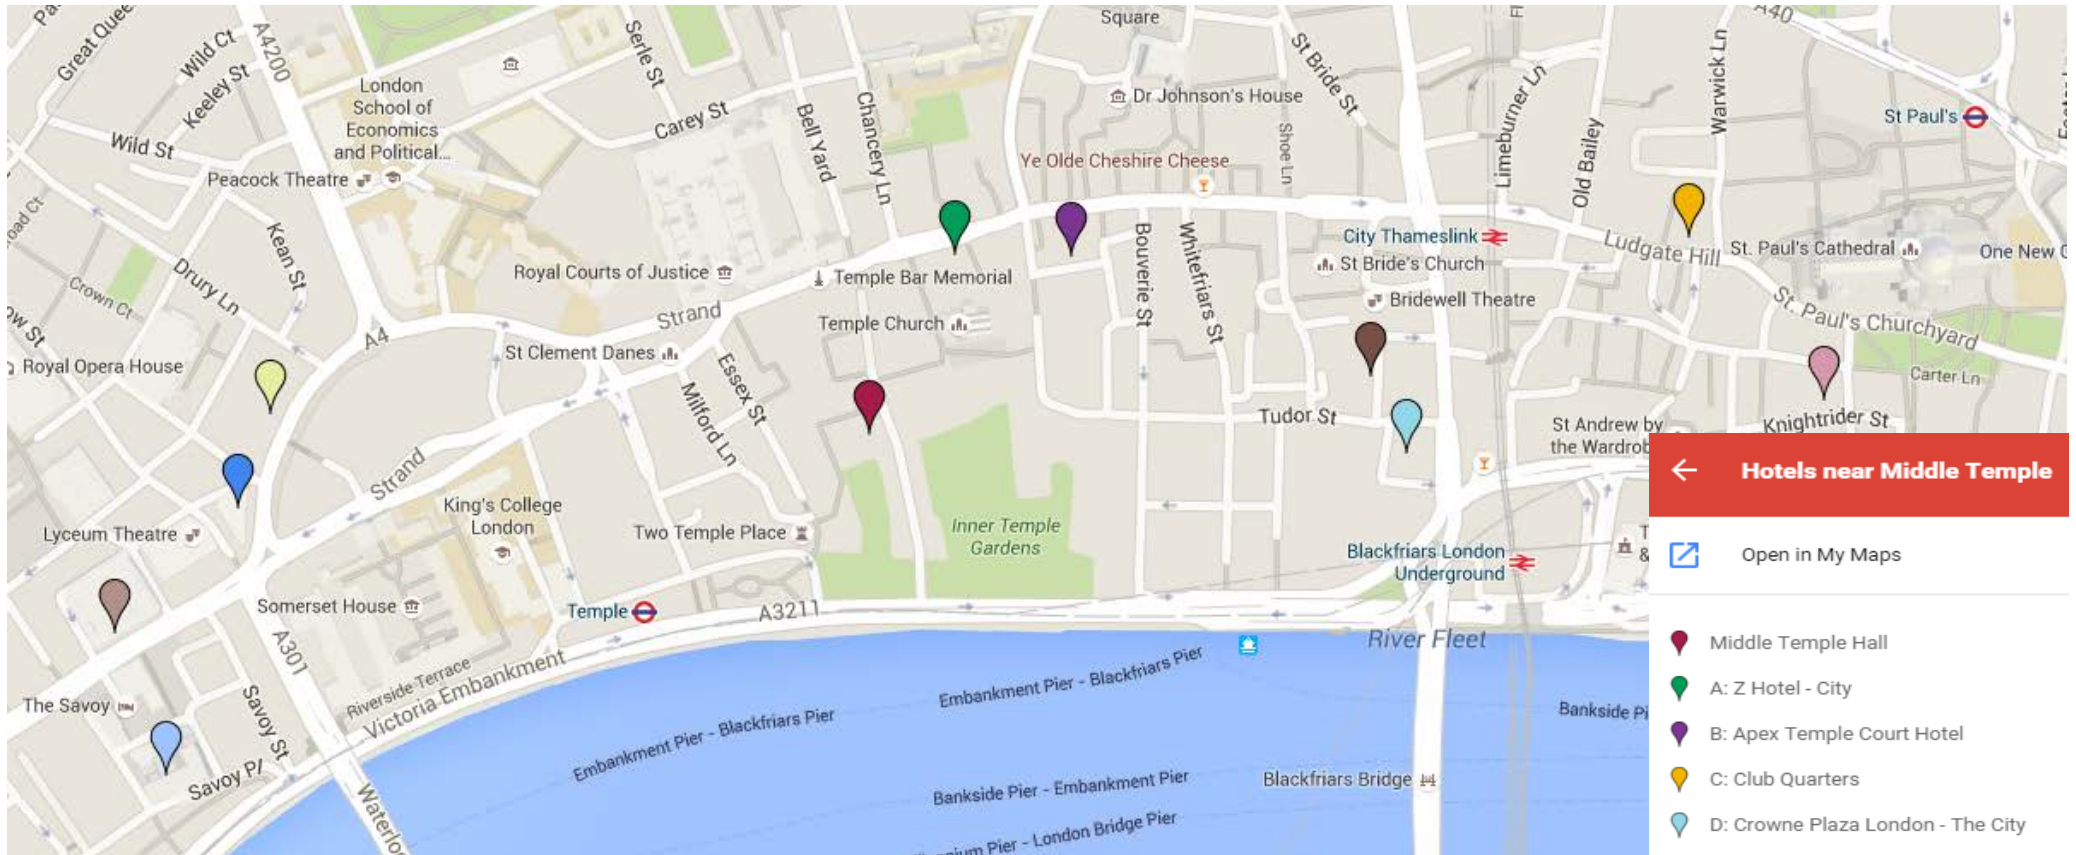 Square
A40
Great Que
Wild Ct
A4200
Keeley St
Serle St
St Bride St
Warwick Ln
London
School of
Economics
and Political...
Dr Johnson's House
Limeburner Ln
St Paul's
Wild St
Carey St
Bell Yard
Chancery Ln
Shoe Ln
Old Bailey
Peacock Theatre
Ye Olde Cheshire Cheese
Kean St
Drury Ln
Crown Ct
Royal Courts of Justice
Temple Bar Memorial
Bouverie St
Whitefriars St
City Thameslink
St Bride's Church
Bridewell Theatre
Ludgate Hill
St. Paul's Cathedral
One New C
St. Paul's Churchyard
ow St
Royal Opera House
A4
Strand
Temple Church
St Clement Danes
Essex St
Milford Ln
Carter Ln
Tudor St
St Andrew by
the Wardrob
Knightrider St
Strand
King's College
London
Two Temple Place
Inner Temple
Gardens
Lyceum Theatre
Blackfriars London
Underground
Somerset House
Temple
A3211
River Fleet
A301
Riverside Terrace
Victoria Embankment
The Savoy
Savoy St
Savoy Pl
Waterloo
Embankment Pier - Blackfriars Pier
Embankment Pier - Blackfriars Pier
Bankside Pier - Embankment Pier
nium Pier - London Bridge Pier
Blackfriars Bridge
Bankside Pi
Hotels near Middle Temple
Open in My Maps
Middle Temple Hall
A: Z Hotel - City
B: Apex Temple Court Hotel
C: Club Quarters
D: Crowne Plaza London - The City